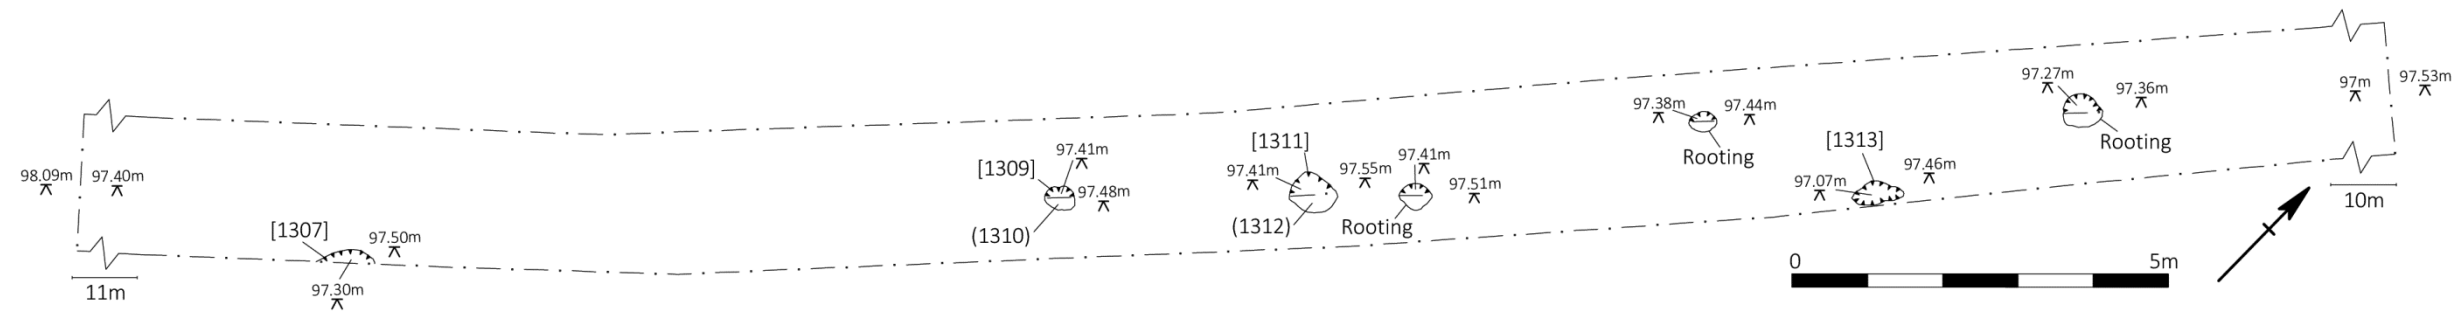 98.09m
97.40m
11m
[1307]
97.50m
97.30m
[1309]
97.41m
97.48m
(1310)
[1311]
97.41m
97.55m
(1312)
97.41m
97.51m
Rooting
97.38m
97.44m
Rooting
[1313]
97.07m
97.46m
97.27m
97.36m
Rooting
97m
97.53m
10m
0
5m